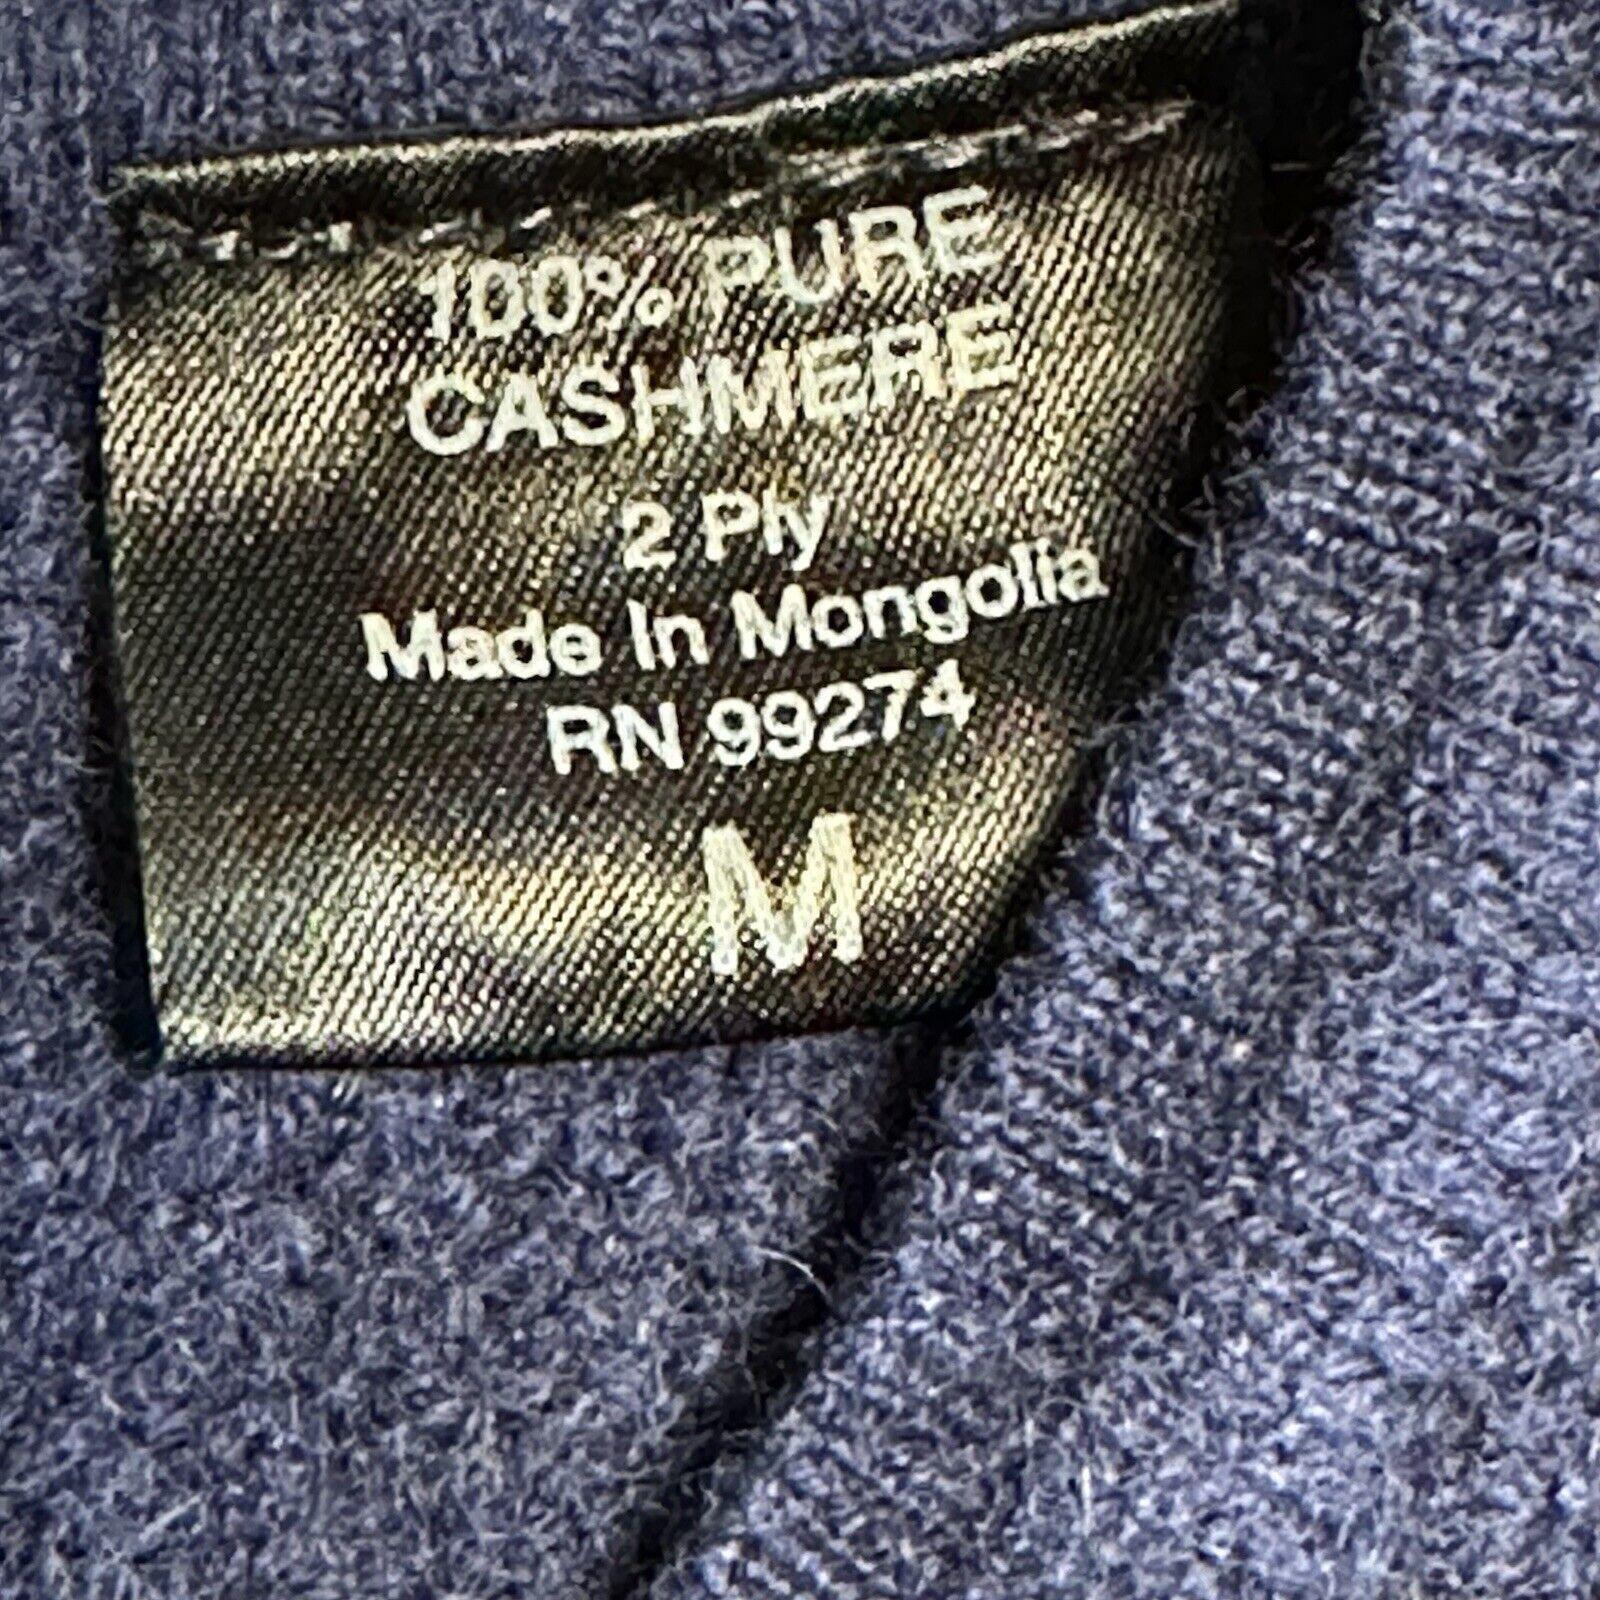 100% PURE
CASHMERE
2 Ply
Made In Mongolia
RN 99274
M